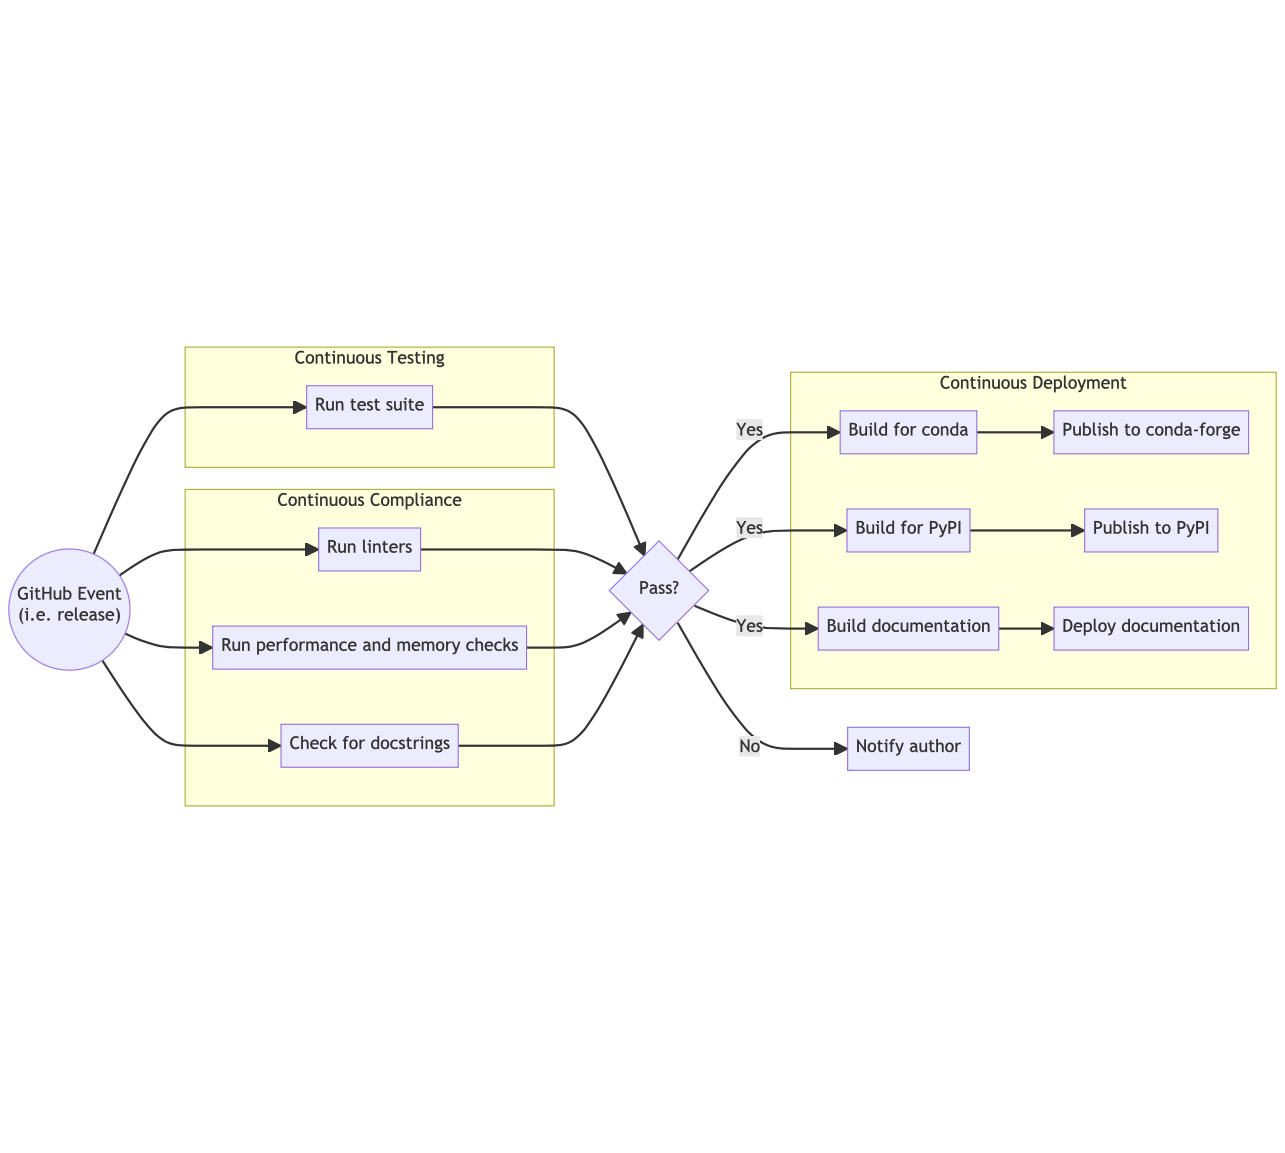 GitHub Event
(i.e. release)
Continuous Testing
Run test suite
Continuous Compliance
Run linters
Run performance and memory checks
Check for docstrings
Pass?
Yes
Yes
Yes
No
Continuous Deployment
Build for conda
Publish to conda-forge
Build for PyPI
Publish to PyPI
Build documentation
Deploy documentation
Notify author